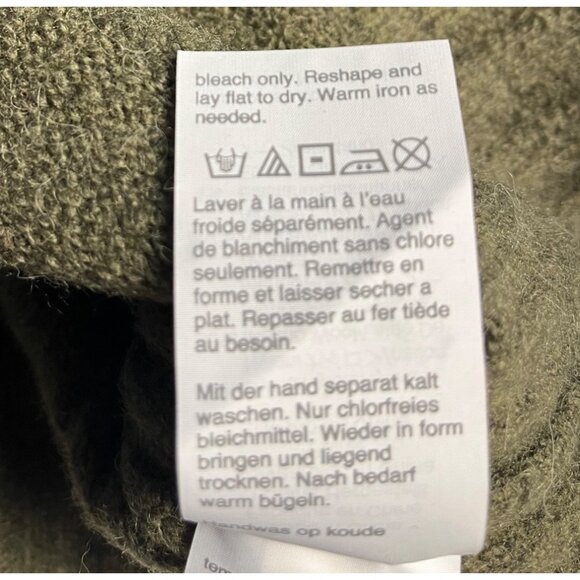 bleach only. Reshape and
lay flat to dry. Warm iron as
needed.
Laver à la main à l'eau
froide séparément. Agent
de blanchiment sans chlore
seulement. Remettre en
forme et laisser secher a
plat. Repasser au fer tiède
au besoin.
Mit der hand separat kalt
waschen. Nur chlorfreies
bleichmittel. Wieder in form
bringen und liegend
trocknen. Nach bedarf
warm bügeln.
Handwas op koude